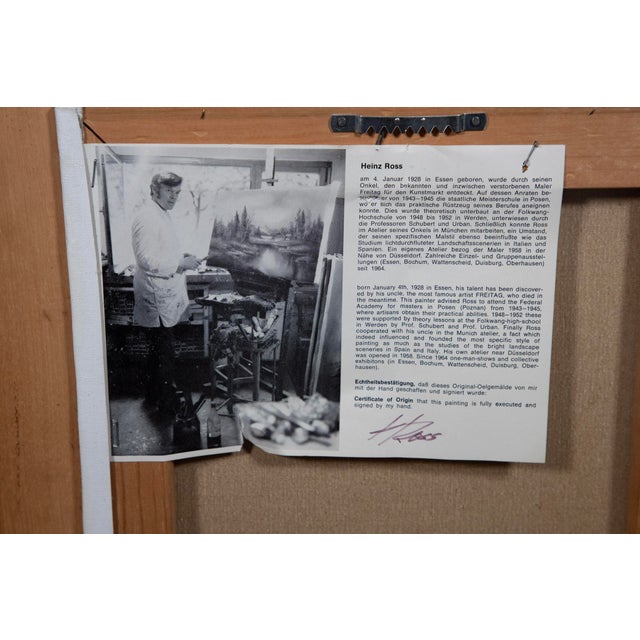 Heinz Ross
am 4. Januar 1928 in Essen geboren, wurde durch seinen
Onkel, den bekannten und inzwischen verstorbenen Maler
Freitag für den Kunstmarkt entdeckt. Auf dessen Anraten be-
suchte er von 1943–1945 die staatliche Meisterschule in Posen,
wo er sich das praktische Rüstzeug seines Berufes aneignen
konnte. Dies wurde theoretisch unterbaut an der Folkwang-
Hochschule von 1948 bis 1952 in Werden, unterwiesen durch
die Professoren Schubert und Urban. Schließlich konnte Ross
im Atelier seines Onkels in München mitarbeiten, ein Umstand,
der seinen spezifischen Malstil ebenso beeinflußte wie das
Studium lichtdurchfluteter Landschaftsscenerien in Italien und
Spanien. Ein eigenes Atelier bezog der Maler 1958 in der
Nähe von Düsseldorf. Zahlreiche Einzel- und Gruppenausstel-
lungen (Essen, Bochum, Wattenscheid, Duisburg, Oberhausen)
seit 1964.
born January 4th, 1928 in Essen, his talent has been discover-
ed by his uncle, the most famous artist FREITAG, who died in
the meantime. This painter advised Ross to attend the Federal
Academy for masters in Posen (Poznan) from 1943–1945,
where artisans obtain their practical abilities. 1948–1952 these
were supported by theory lessons at the Folkwang-high-school
in Werden by Prof. Schubert and Prof. Urban. Finally Ross
cooperated with his uncle in the Munich atelier, a fact which
indeed influenced and founded the most specific style of
painting as much as the studies of the bright landscape
sceneries in Spain and Italy. His own atelier near Düsseldorf
was opened in 1958. Since 1964 one-man-shows and collective
exhibitions (in Essen, Bochum, Wattenscheid, Duisburg, Ober-
hausen).
Echtheitsbestätigung, daß dieses Original-Oelgemälde von mir
mit der Hand geschaffen und signiert wurde:
Certificate of Origin that this painting is fully executed and
signed by my hand.
H Ross